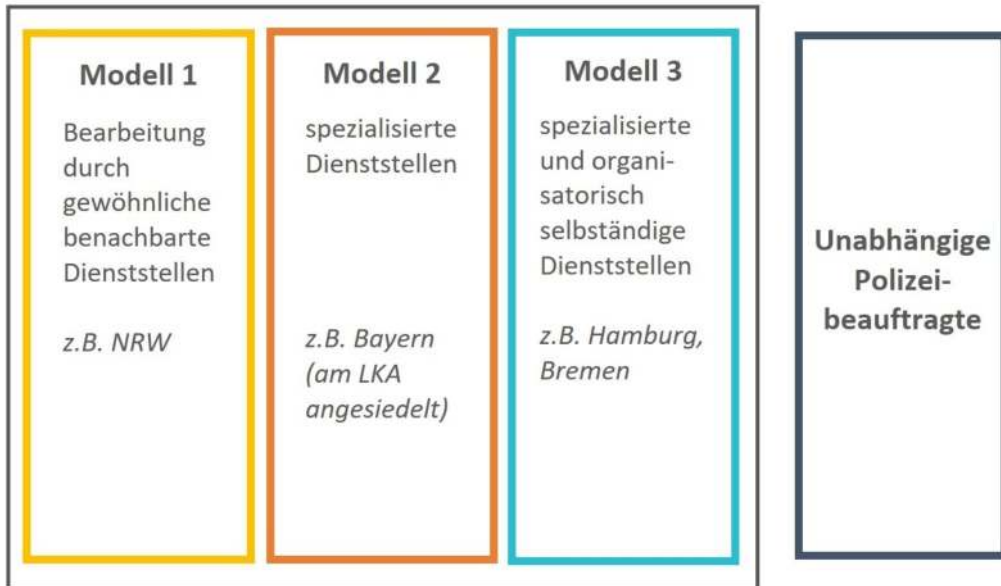 Modell 1
Bearbeitung
durch
gewöhnliche
benachbarte
Dienststellen
z.B. NRW
Modell 2
spezialisierte
Dienststellen
z.B. Bayern
(am LKA
angesiedelt)
Modell 3
spezialisierte
und organi-
satorisch
selbständige
Dienststellen
z.B. Hamburg,
Bremen
Unabhängige
Polizei-
beauftragte